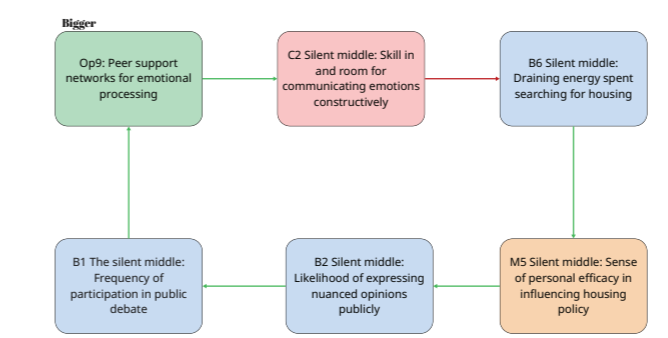 Bigger
Op9: Peer support
networks for emotional
processing
C2 Silent middle: Skill in
and room for
communicating emotions
constructively
B6 Silent middle:
Draining energy spent
searching for housing
B1 The silent middle:
Frequency of
participation in public
debate
B2 Silent middle:
Likelihood of expressing
nuanced opinions
publicly
M5 Silent middle: Sense
of personal efficacy in
influencing housing
policy